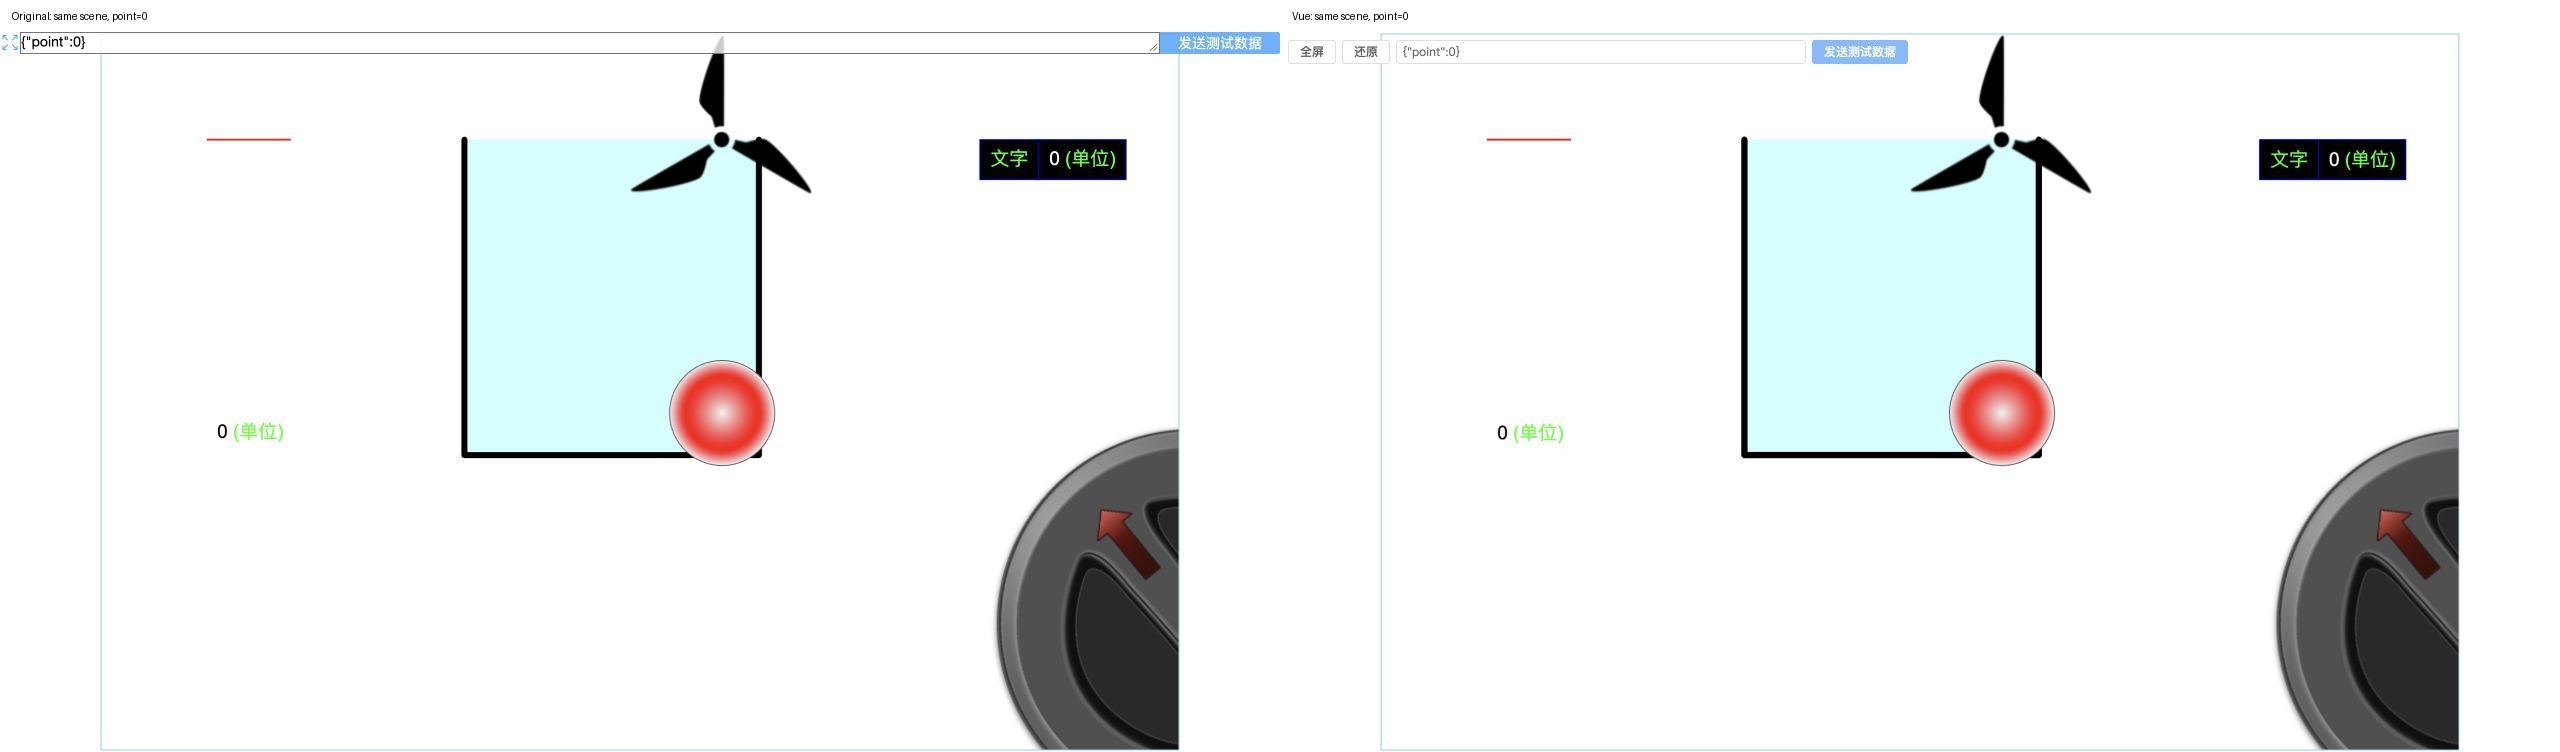 Original: same scene, point=0
{"point":0}
发送测试数据
文字 0 (单位)
0 (单位)
Vue: same scene, point=0
全屏 还原 {"point":0} 发送测试数据
文字 0 (单位)
0 (单位)